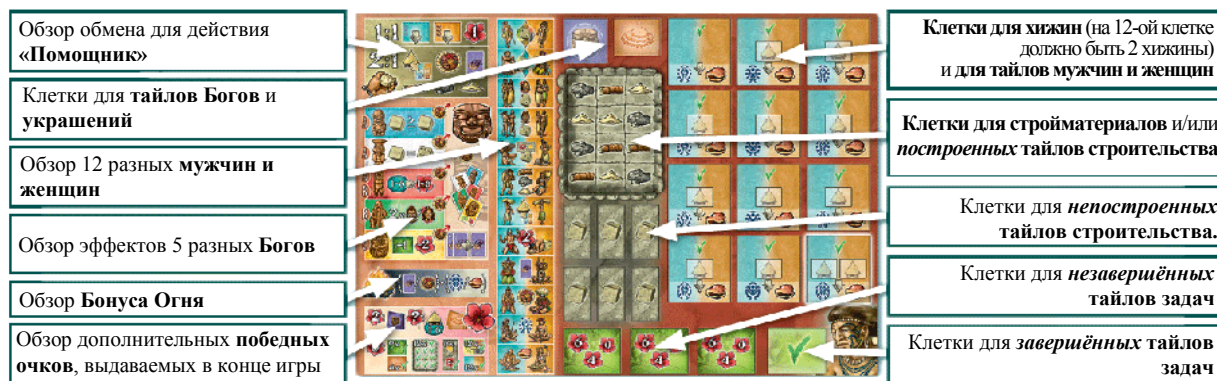 Обзор обмена для действия
«Помощник»
Клетки для тайлов Богов и
украшений
Обзор 12 разных мужчин и
женщин
Обзор эффектов 5 разных Богов
Обзор Бонуса Огня
Обзор дополнительных победных
очков, выдаваемых в конце игры
Клетки для хижин (на 12-ой клетке
должно быть 2 хижины)
и для тайлов мужчин и женщин
Клетки для стройматериалов и/или
построенных тайлов строительства
Клетки для непостроенных
тайлов строительства.
Клетки для незавершённых
тайлов задач
Клетки для завершённых тайлов
задач